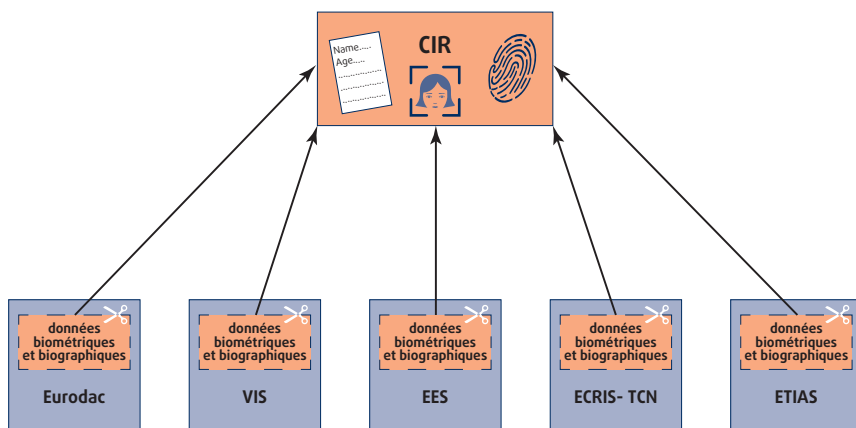 CIR
Name....
Age....
données
biométriques
et biographiques
Eurodac
données
biométriques
et biographiques
VIS
données
biométriques
et biographiques
EES
données
biométriques
et biographiques
ECRIS- TCN
données
biométriques
et biographiques
ETIAS